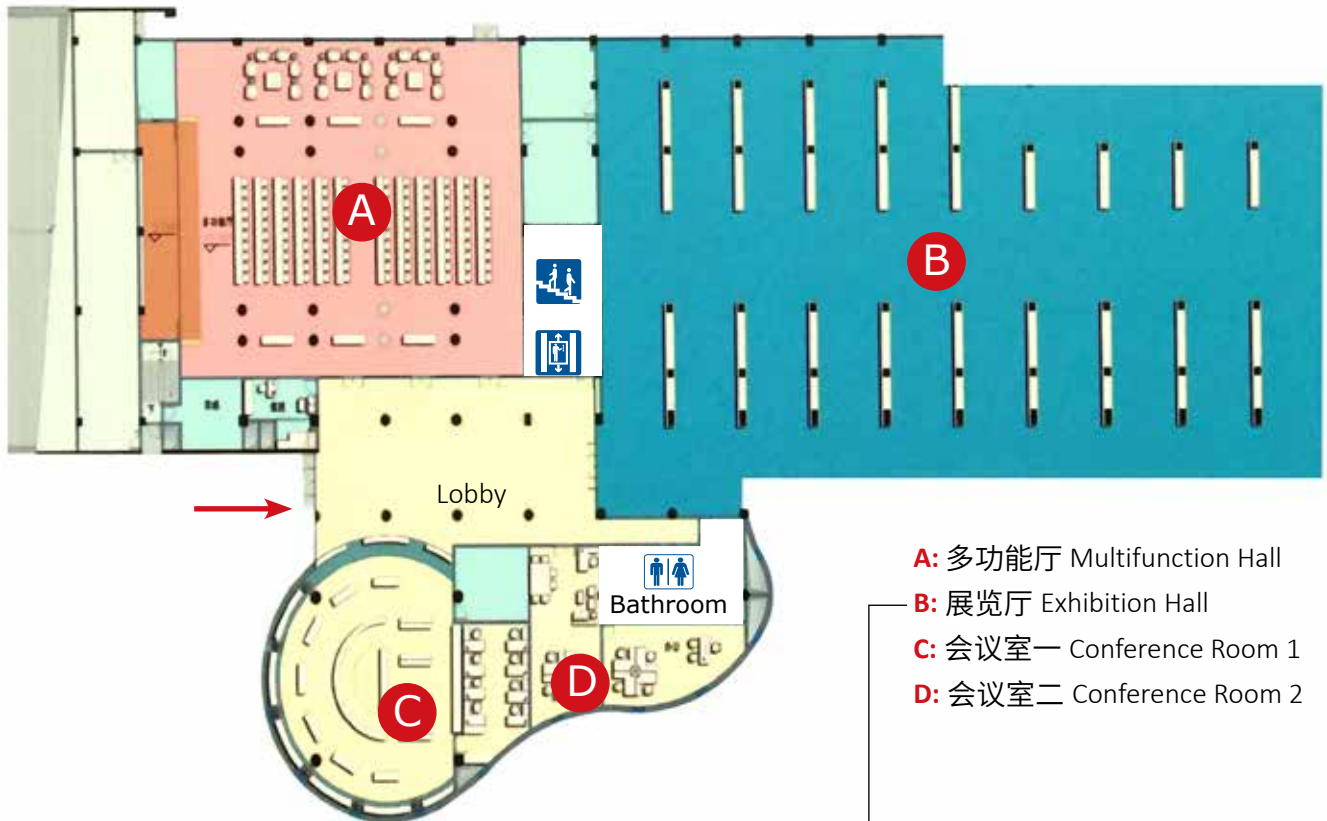 A
B
Lobby
Bathroom
D
C
A: 多功能厅 Multifunction Hall
B: 展览厅 Exhibition Hall
C: 会议室一 Conference Room 1
D: 会议室二 Conference Room 2